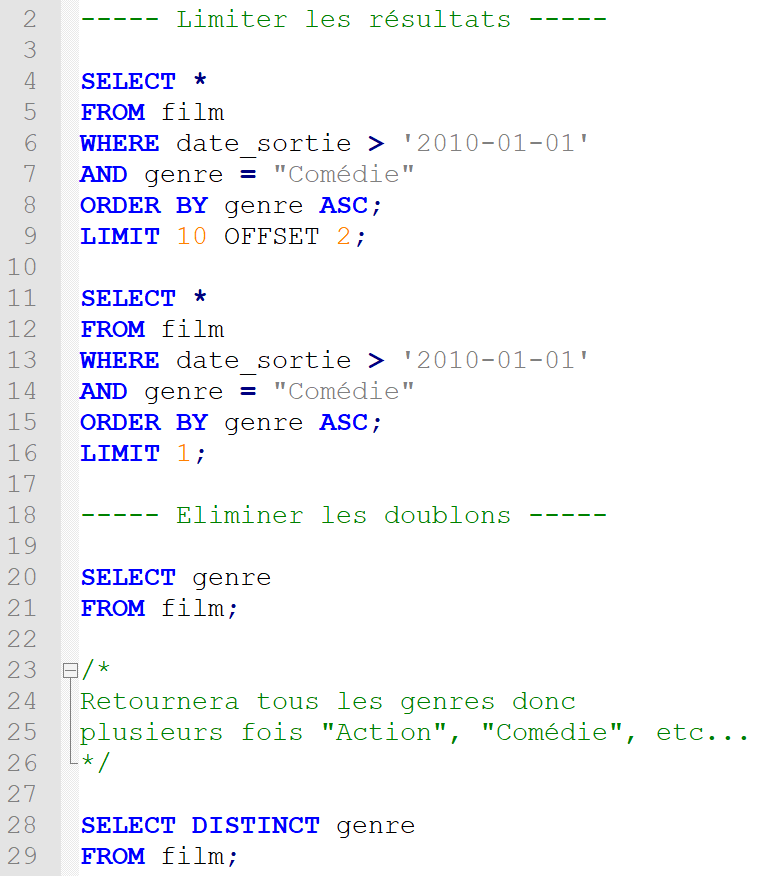 2 ----- Limiter les résultats -----
3
4 SELECT *
5 FROM film
6 WHERE date_sortie > '2010-01-01'
7 AND genre = "Comédie"
8 ORDER BY genre ASC;
9 LIMIT 10 OFFSET 2;
10
11 SELECT *
12 FROM film
13 WHERE date_sortie > '2010-01-01'
14 AND genre = "Comédie"
15 ORDER BY genre ASC;
16 LIMIT 1;
17
18 ----- Eliminer les doublons -----
19
20 SELECT genre
21 FROM film;
22
23 /*
24 Retournera tous les genres donc
25 plusieurs fois "Action", "Comédie", etc...
26 */
27
28 SELECT DISTINCT genre
29 FROM film;